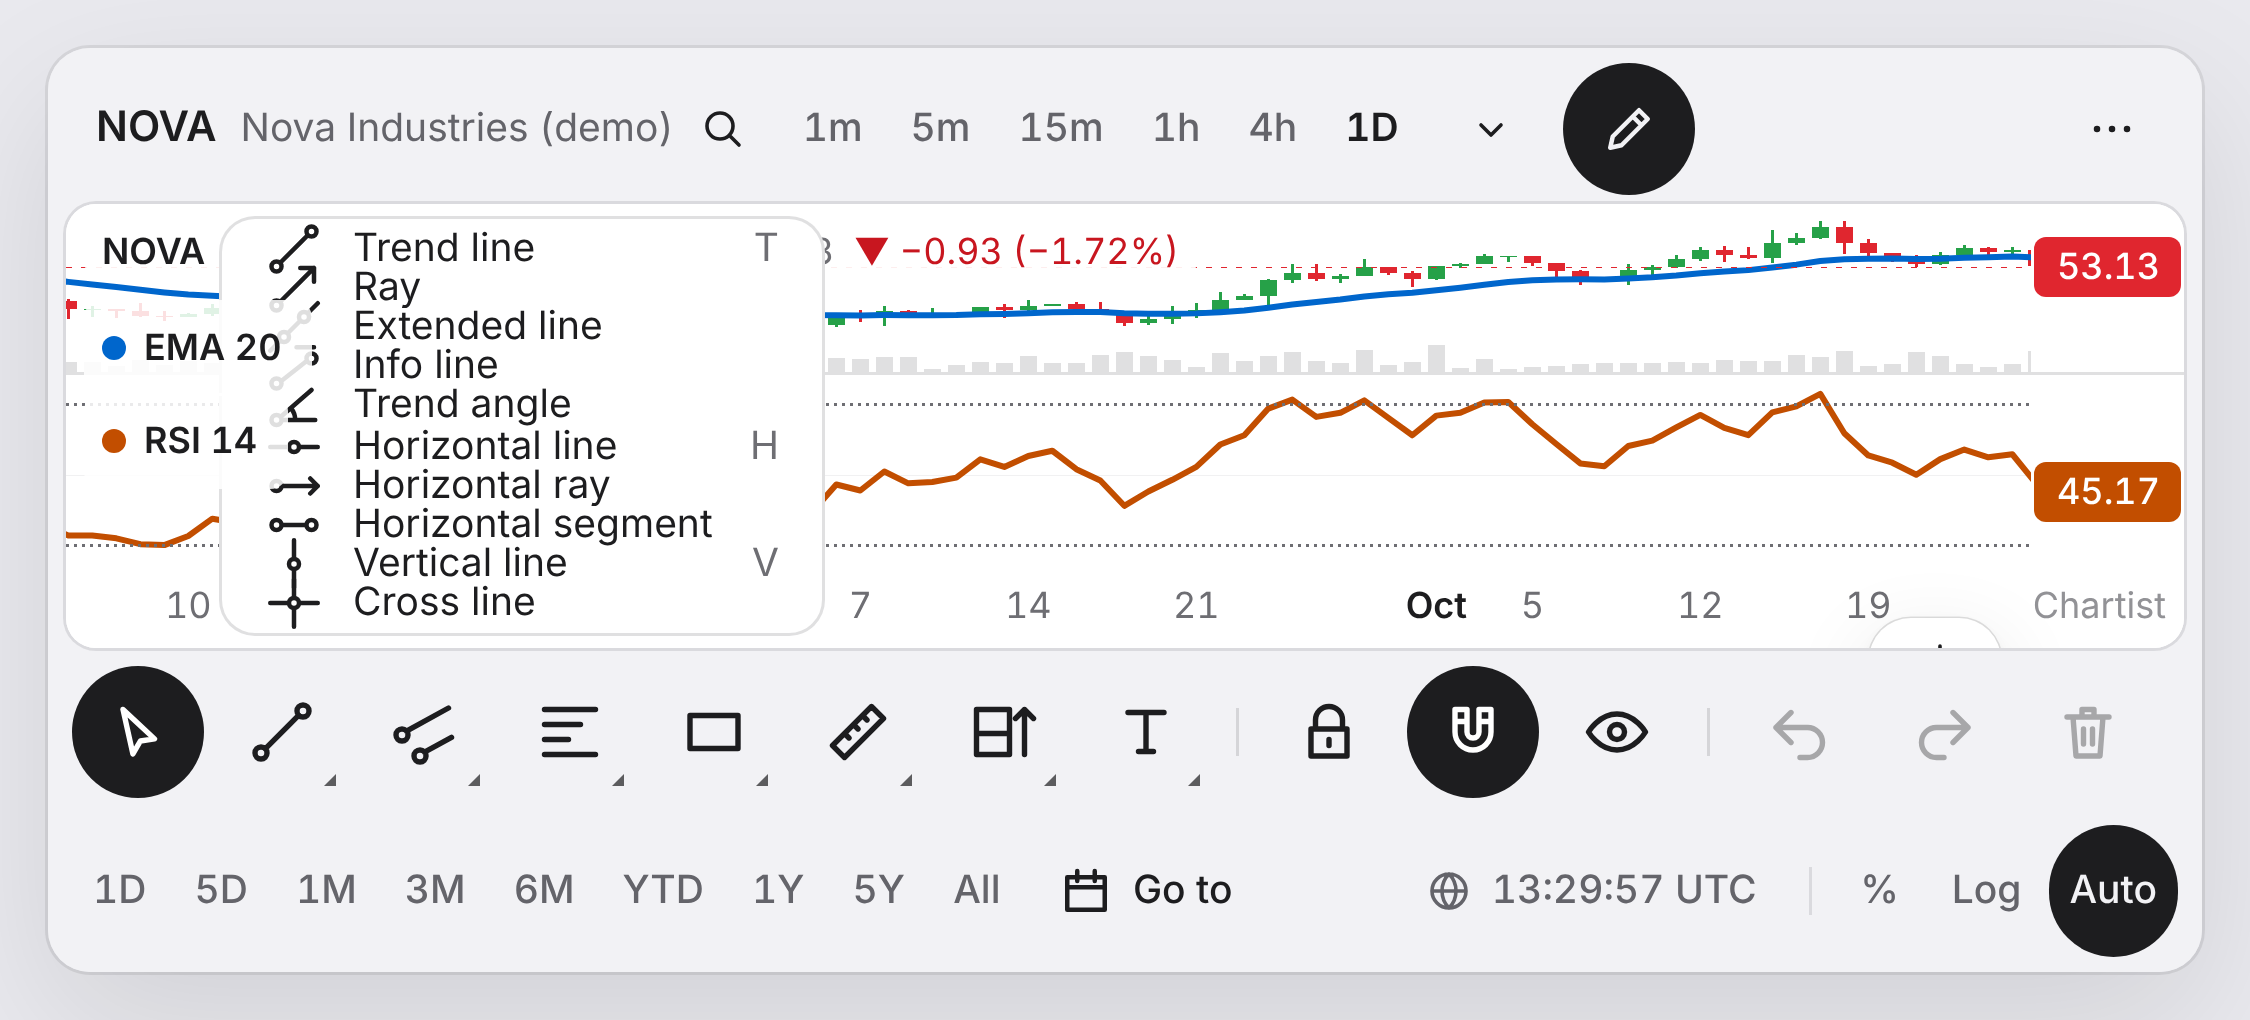 NOVA Nova Industries (demo) 1m 5m 15m 1h 4h 1D
NOVA 3 −0.93 (−1.72%)
53.13
EMA 20
RSI 14
45.17
Trend line T
Ray
Extended line
Info line
Trend angle
Horizontal line H
Horizontal ray
Horizontal segment
Vertical line V
Cross line
10 7 14 21 Oct 5 12 19 Chartist
1D 5D 1M 3M 6M YTD 1Y 5Y All Go to 13:29:57 UTC % Log Auto